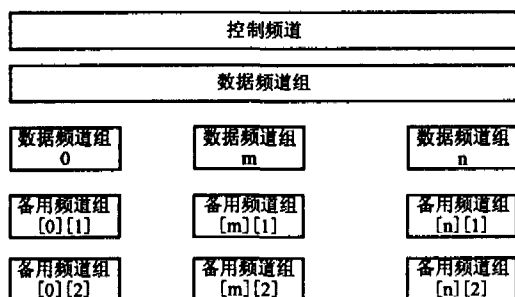 控制频道
数据频道组
数据频道组 数据频道组 数据频道组
0 m n
备用频道组 备用频道组 备用频道组
[0][1] [m][1] [n][1]
备用频道组 备用频道组 备用频道组
[0][2] [m][2] [n][2]